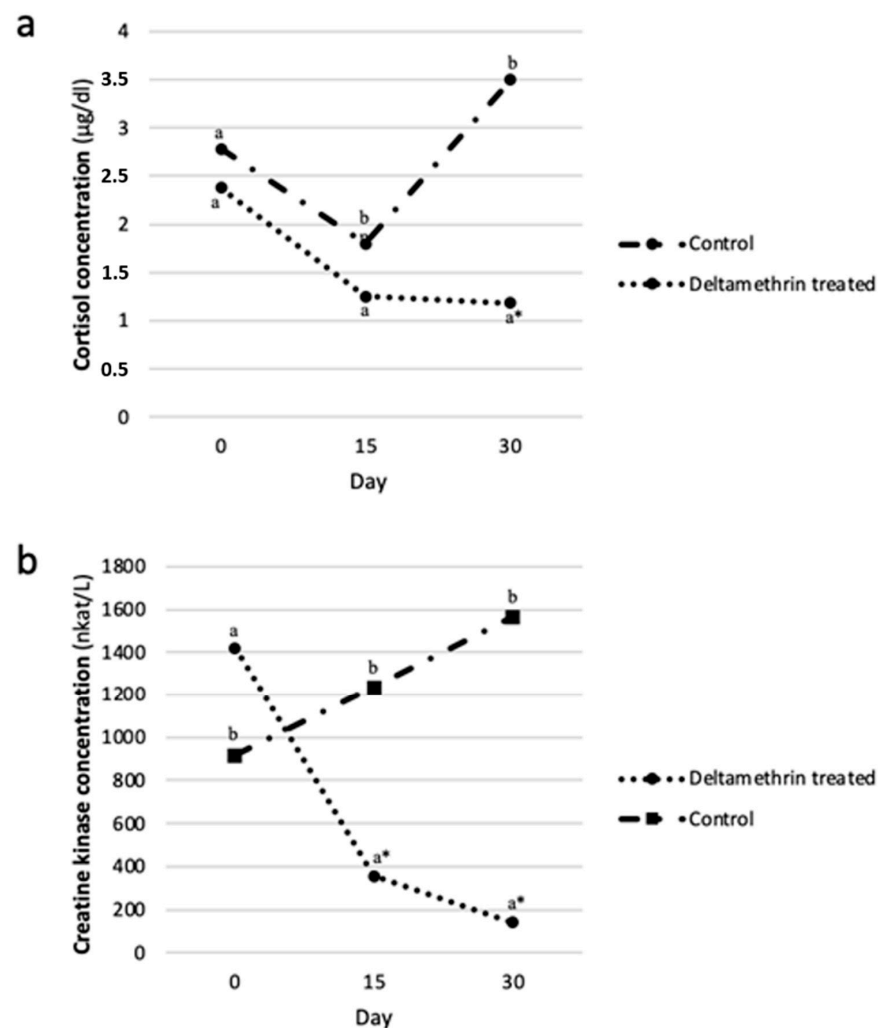 a
Cortisol concentration (µg/dl)
4
3.5
3
2.5
2
1.5
1
0.5
0
a
a
b
a
b
a*
0
15
30
Day
Control
Deltamethrin treated
b
Creatine kinase concentration (nkat/L)
1800
1600
1400
1200
1000
800
600
400
200
0
a
b
b
a*
b
a*
0
15
30
Day
Deltamethrin treated
Control